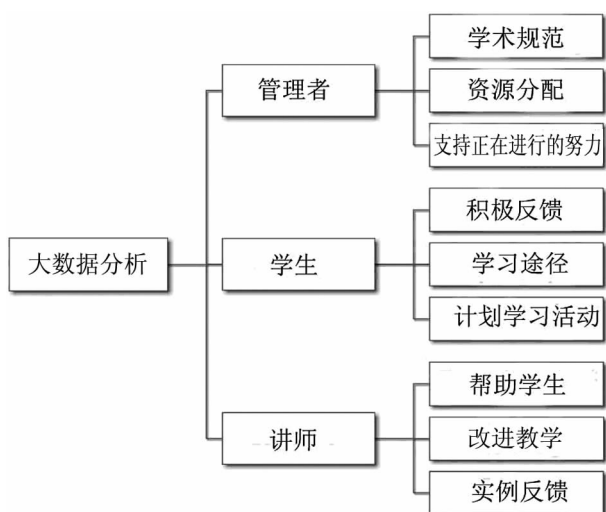 大数据分析
管理者
学术规范
资源分配
支持正在进行的努力
学生
积极反馈
学习途径
计划学习活动
讲师
帮助学生
改进教学
实例反馈